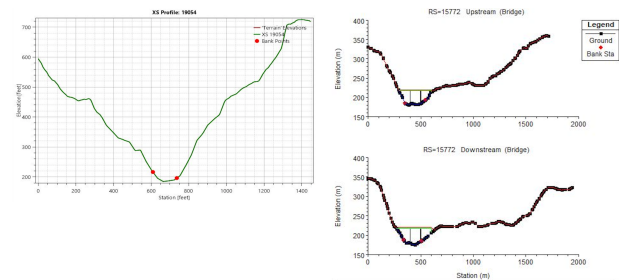 XS Profile: 19054
Terrain Elevations
XS 19054
Bank Points
Elevation (feet)
700
600
500
400
300
200
0
200
400
600
800
1000
1200
1400
Station (feet)
RS=15772 Upstream (Bridge)
Elevation (m)
400
350
300
250
200
150
0
500
1000
1500
2000
Legend
Ground
Bank Sta
RS=15772 Downstream (Bridge)
Elevation (m)
400
350
300
250
200
150
0
500
1000
1500
2000
Station (m)